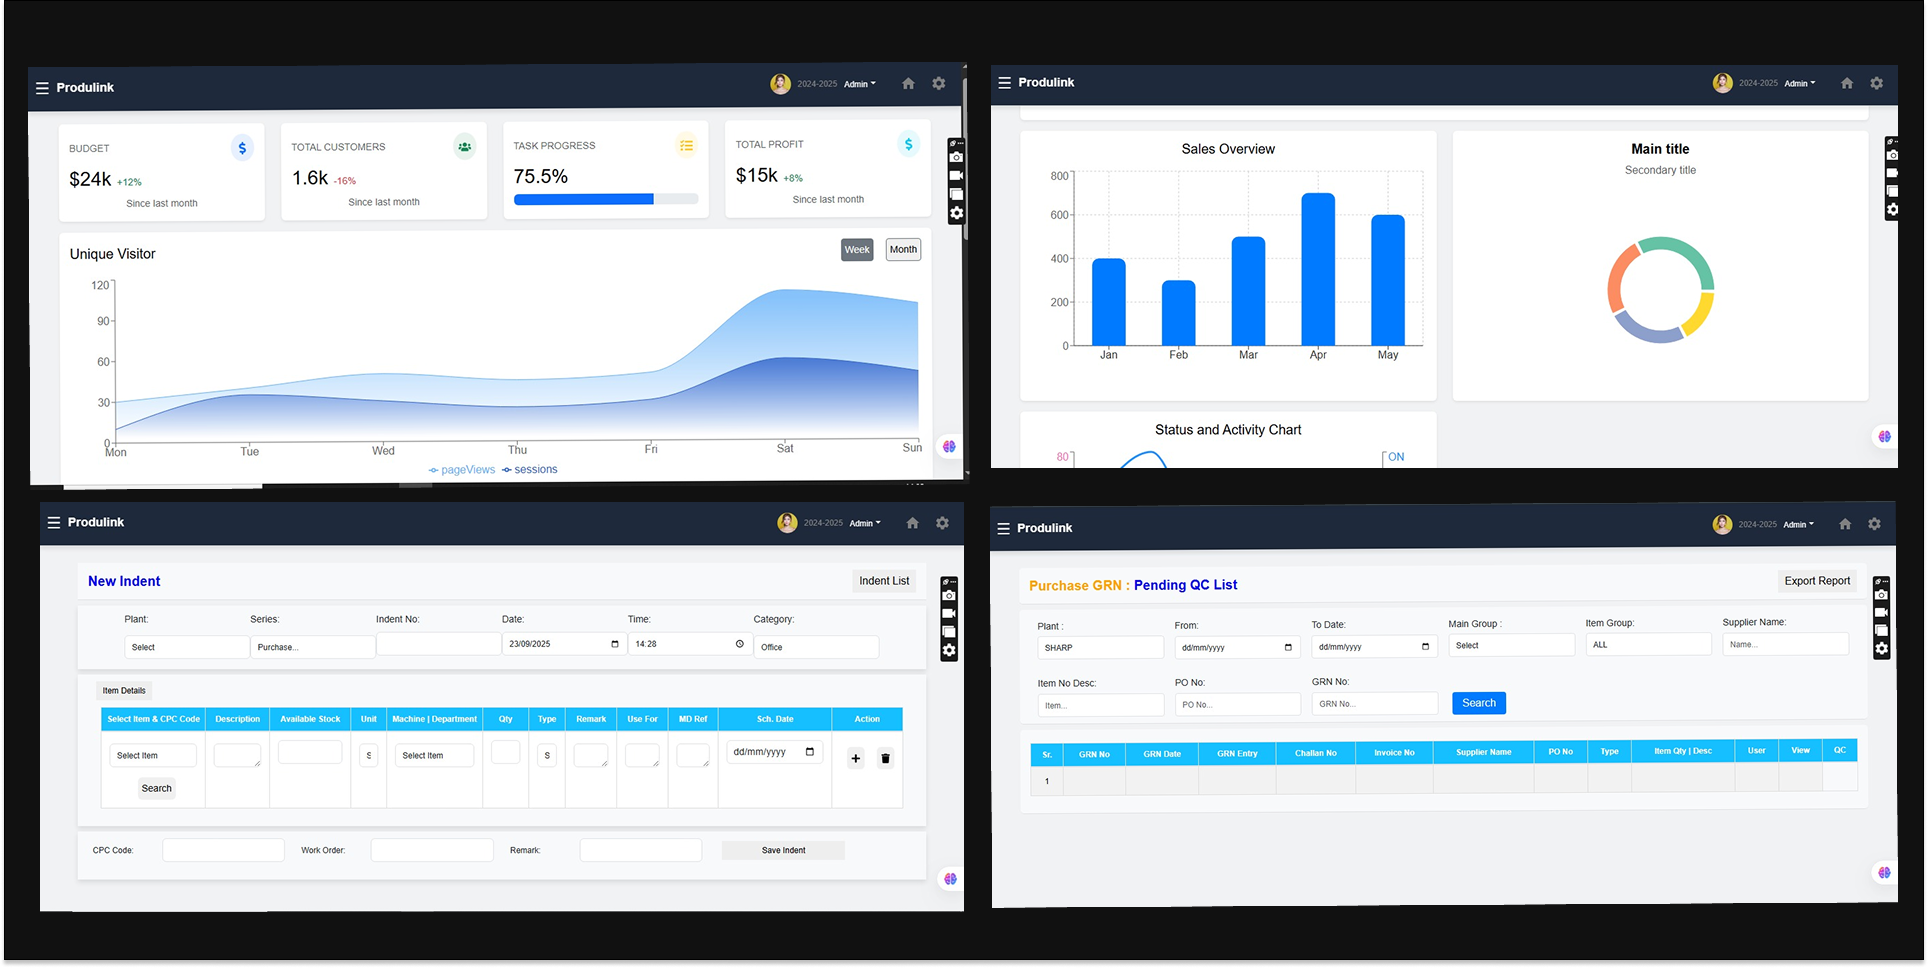 Produlink
2024-2025 Admin
BUDGET
$24k +12%
Since last month
TOTAL CUSTOMERS
1.6k -16%
Since last month
TASK PROGRESS
75.5%
TOTAL PROFIT
$15k +8%
Since last month
Unique Visitor
Week Month
120
90
60
30
0
Mon Tue Wed Thu Fri Sat Sun
pageViews sessions
Produlink
2024-2025 Admin
Sales Overview
800
600
400
200
0
Jan Feb Mar Apr May
Main title
Secondary title
Status and Activity Chart
80 ON
Produlink
2024-2025 Admin
New Indent
Indent List
Plant: Series: Indent No: Date: Time: Category:
Select Purchase... 23/09/2025 14:28 Office
Item Details
Select Item & CPC Code Description Available Stock Unit Machine | Department Qty Type Remark Use For MD Ref Sch. Date Action
Select Item S Select Item S dd/mm/yyyy
Search
CPC Code: Work Order: Remark: Save Indent
Produlink
2024-2025 Admin
Purchase GRN : Pending QC List
Export Report
Plant : From: To Date: Main Group : Item Group: Supplier Name:
SHARP dd/mm/yyyy dd/mm/yyyy Select ALL Name...
Item No Desc: PO No: GRN No:
Item... PO No... GRN No... Search
Sr. GRN No GRN Date GRN Entry Challan No Invoice No Supplier Name PO No Type Item Qty | Desc User View QC
1